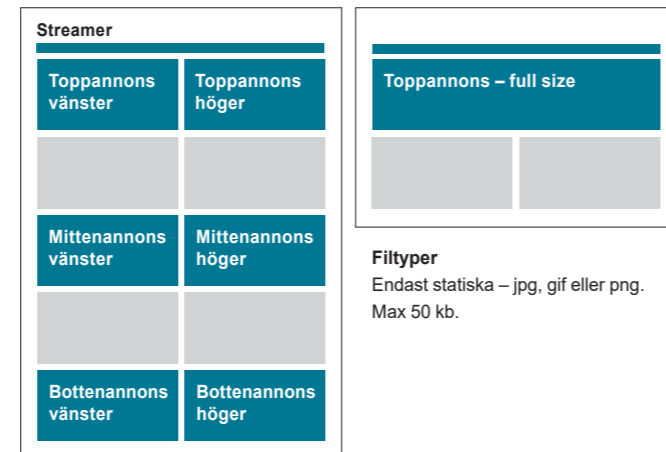 Streamer
Toppannons
vänster
Toppannons
höger
Mittenannons
vänster
Mittenannons
höger
Bottenannons
vänster
Bottenannons
höger
Toppannons – full size
Filtyper
Endast statiska – jpg, gif eller png.
Max 50 kb.